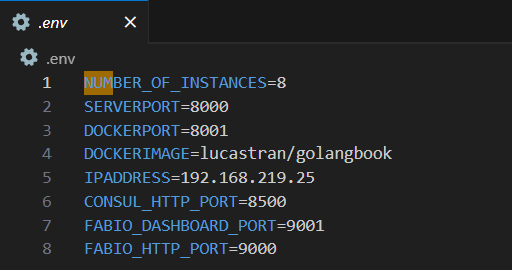 .env
.env
1 NUMBER_OF_INSTANCES=8
2 SERVERPORT=8000
3 DOCKERPORT=8001
4 DOCKERIMAGE=lucastran/golangbook
5 IPADDRESS=192.168.219.25
6 CONSUL_HTTP_PORT=8500
7 FABIO_DASHBOARD_PORT=9001
8 FABIO_HTTP_PORT=9000